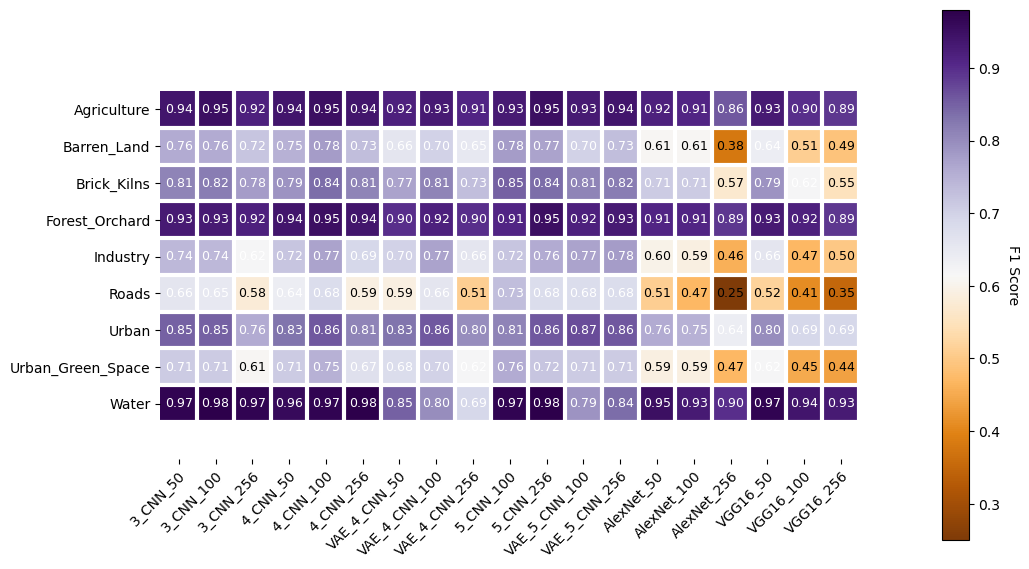 Agriculture 0.94 0.95 0.92 0.94 0.95 0.94 0.92 0.93 0.91 0.93 0.95 0.93 0.94 0.92 0.91 0.86 0.93 0.90 0.89
Barren_Land 0.76 0.76 0.72 0.75 0.78 0.73 0.66 0.70 0.65 0.78 0.77 0.70 0.73 0.61 0.61 0.38 0.64 0.51 0.49
Brick_Kilns 0.81 0.82 0.78 0.79 0.84 0.81 0.77 0.81 0.73 0.85 0.84 0.81 0.82 0.71 0.71 0.57 0.79 0.62 0.55
Forest_Orchard 0.93 0.93 0.92 0.94 0.95 0.94 0.90 0.92 0.90 0.91 0.95 0.92 0.93 0.91 0.91 0.89 0.93 0.92 0.89
Industry 0.74 0.74 0.62 0.72 0.77 0.69 0.70 0.77 0.66 0.72 0.76 0.77 0.78 0.60 0.59 0.46 0.66 0.47 0.50
Roads 0.66 0.65 0.58 0.64 0.68 0.59 0.59 0.66 0.51 0.73 0.68 0.68 0.68 0.51 0.47 0.25 0.52 0.41 0.35
Urban 0.85 0.85 0.76 0.83 0.86 0.81 0.83 0.86 0.80 0.81 0.86 0.87 0.86 0.76 0.75 0.64 0.80 0.69 0.69
Urban_Green_Space 0.71 0.71 0.61 0.71 0.75 0.67 0.68 0.70 0.62 0.76 0.72 0.71 0.71 0.59 0.59 0.47 0.62 0.45 0.44
Water 0.97 0.98 0.97 0.96 0.97 0.98 0.85 0.80 0.69 0.97 0.98 0.79 0.84 0.95 0.93 0.90 0.97 0.94 0.93
3_CNN_50
3_CNN_100
3_CNN_256
4_CNN_50
4_CNN_100
4_CNN_256
VAE_4_CNN_50
VAE_4_CNN_100
VAE_4_CNN_256
5_CNN_100
5_CNN_256
VAE_5_CNN_100
VAE_5_CNN_256
AlexNet_50
AlexNet_100
AlexNet_256
VGG16_50
VGG16_100
VGG16_256
0.9
0.8
0.7
0.6
0.5
0.4
0.3
F1 Score